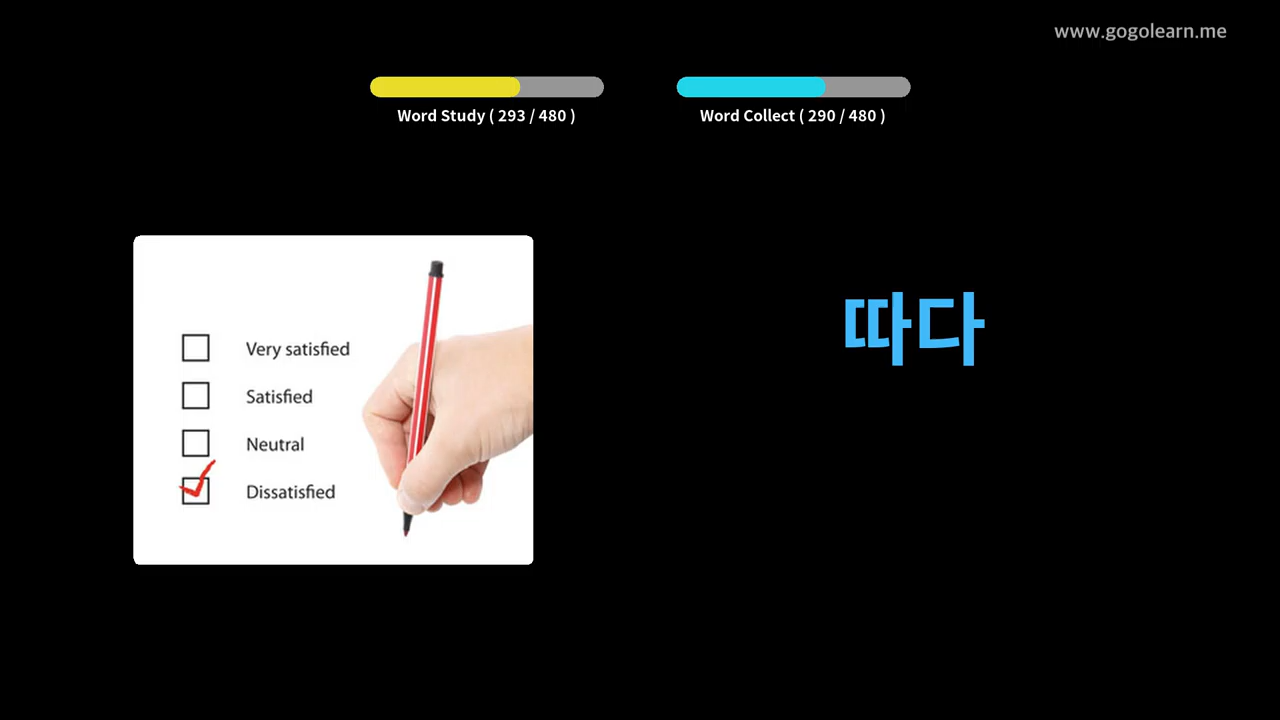 www.gogolearn.me
Word Study ( 293 / 480 )
Word Collect ( 290 / 480 )
Very satisfied
Satisfied
Neutral
Dissatisfied
따다